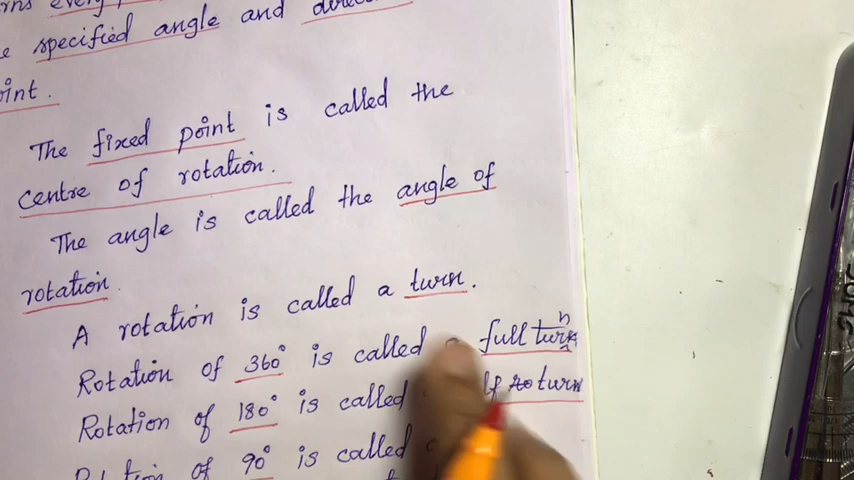 every
specified angle and
point.
The fixed point is called the
centre of rotation.
The angle is called the angle of
rotation.
A rotation is called a turn.
Rotation of 360° is called full turn
Rotation of 180° is called turn
Rotation of 90° is called